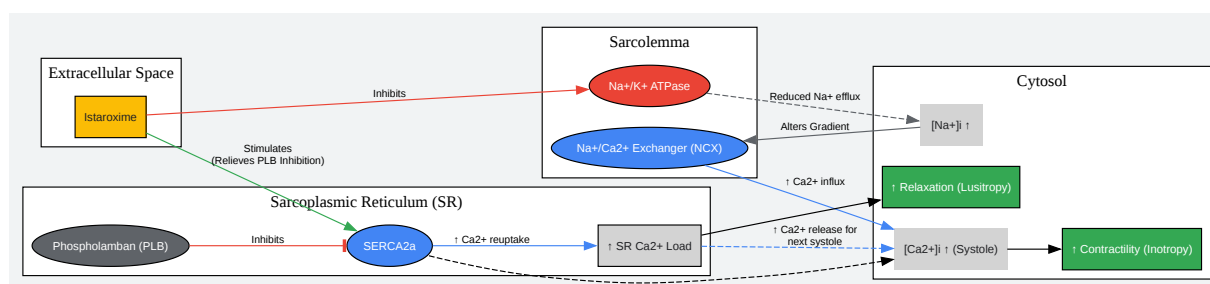 Extracellular Space
Istaroxime
Inhibits
Stimulates
(Relieves PLB Inhibition)
Sarcolemma
Na+/K+ ATPase
Na+/Ca2+ Exchanger (NCX)
Reduced Na+ efflux
Alters Gradient
↑ Ca2+ influx
Cytosol
[Na+]i ↑
↑ Relaxation (Lusitropy)
[Ca2+]i ↑ (Systole)
↑ Contractility (Inotropy)
Sarcoplasmic Reticulum (SR)
Phospholamban (PLB)
Inhibits
SERCA2a
↑ Ca2+ reuptake
↑ SR Ca2+ Load
↑ Ca2+ release for
next systole